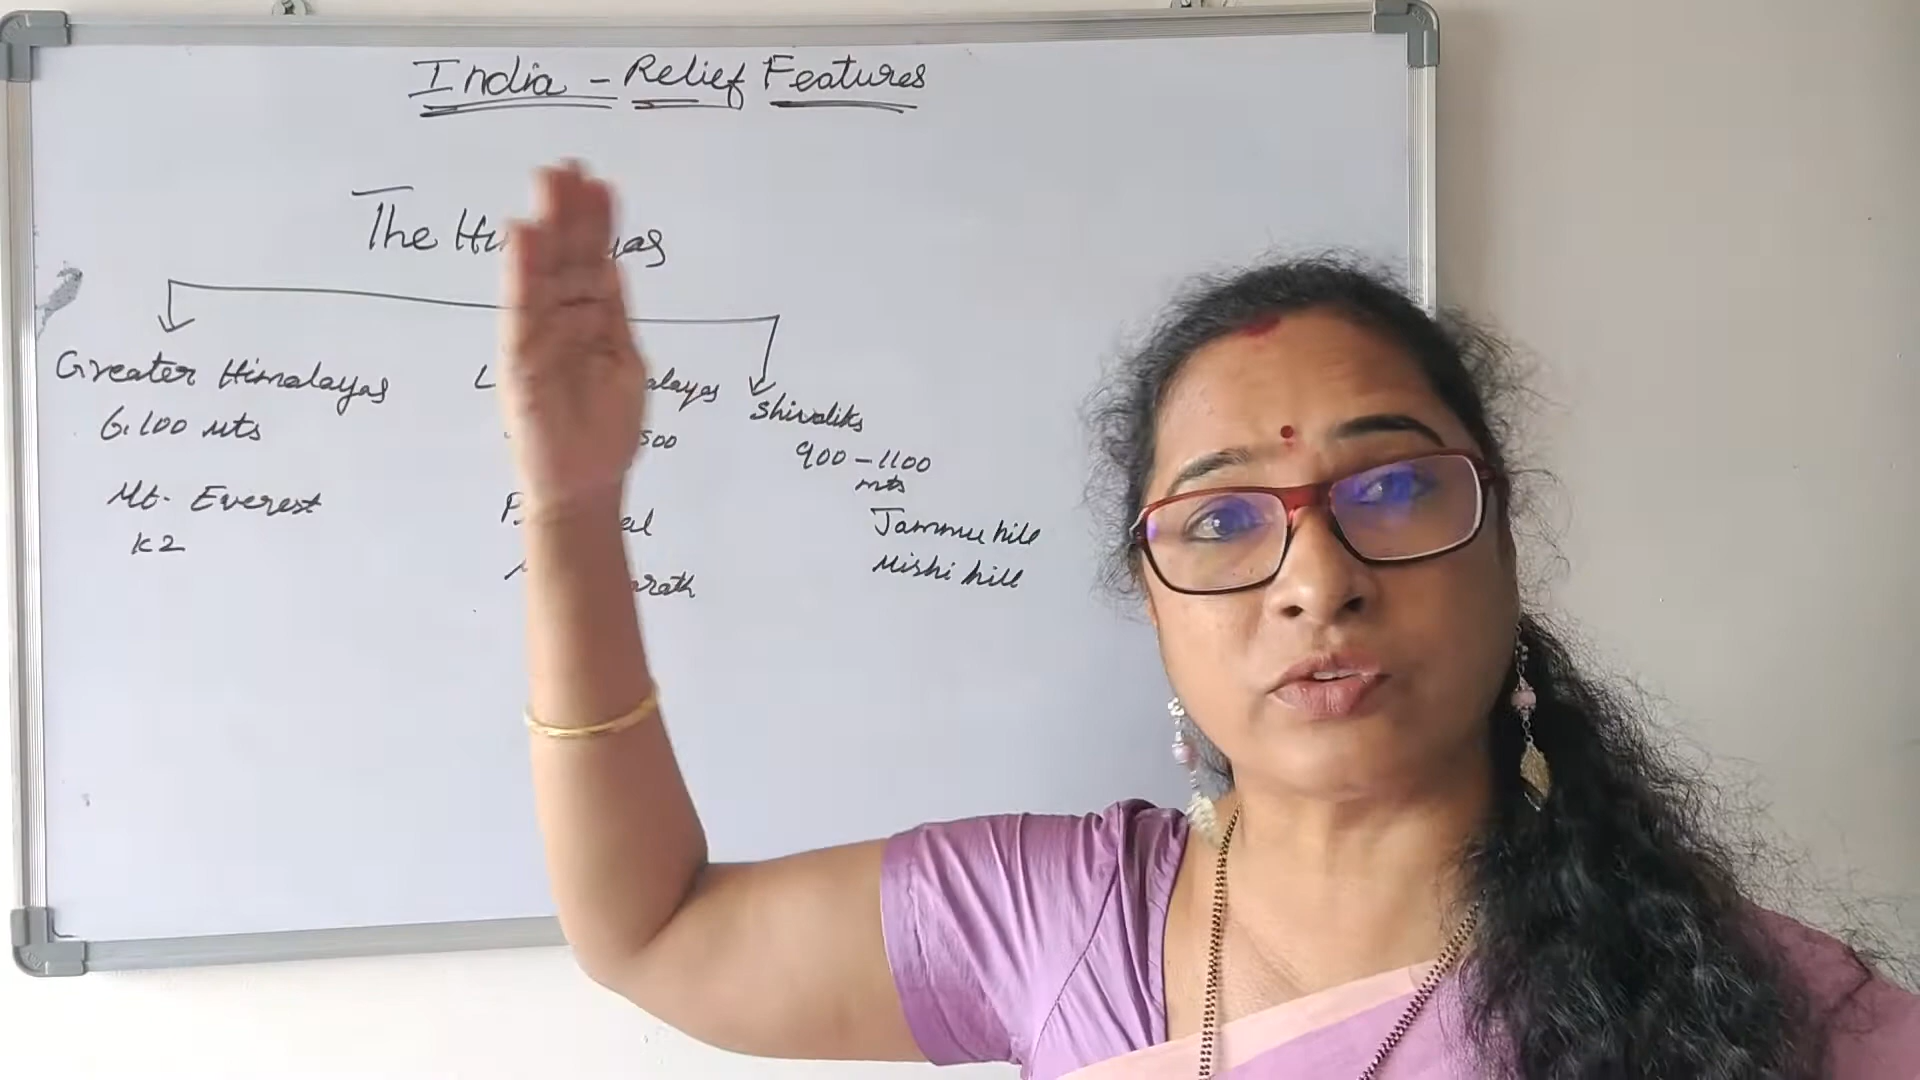 India - Relief Features
The
Greater Himalayas
6.100 mts
Mt. Everest
K2
500
Shivaliks
900 - 1100
mts
Jammu hill
Mishi hill